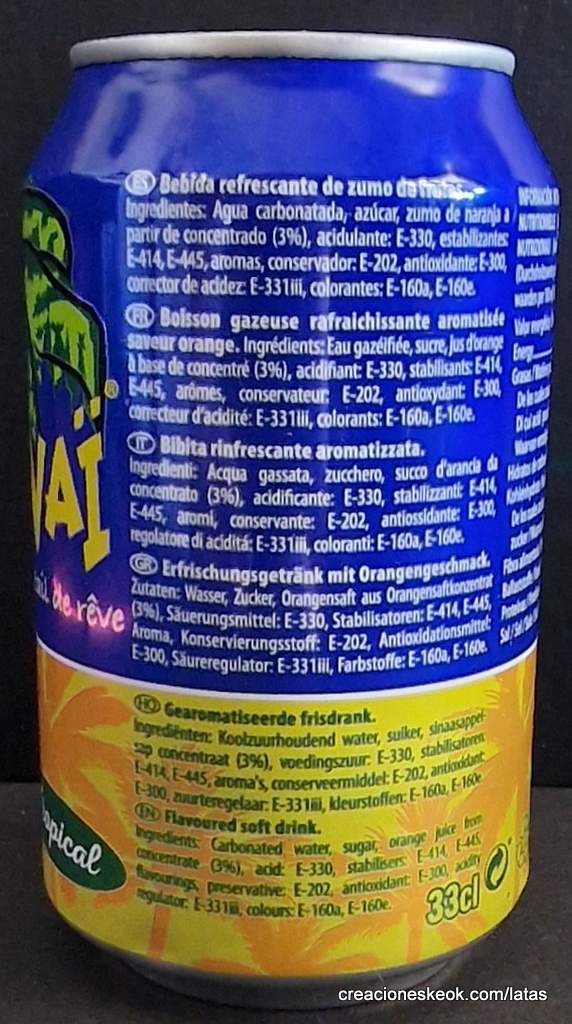 ES Bebida refrescante de zumo de frutas.
Ingredientes: Agua carbonatada, azúcar, zumo de naranja a
partir de concentrado (3%), acidulante: E-330, estabilizantes:
E-414, E-445, aromas, conservador: E-202, antioxidante: E-300,
corrector de acidez: E-331iii, colorantes: E-160a, E-160e.
FR Boisson gazeuse rafraichissante aromatisée
saveur orange. Ingrédients: Eau gazéifiée, sucre, jus d'orange
à base de concentré (3%), acidifiant: E-330, stabilisants: E-414,
E-445, arômes, conservateur: E-202, antioxydant: E-300,
correcteur d'acidité: E-331iii, colorants: E-160a, E-160e.
IT Bibita rinfrescante aromatizzata.
Ingredienti: Acqua gassata, zucchero, succo d'arancia da
concentrato (3%), acidificante: E-330, stabilizzanti: E-414,
E-445, aromi, conservante: E-202, antiossidante: E-300,
regolatore di aciditá: E-331iii, coloranti: E-160a, E-160e.
GR Erfrischungsgetränk mit Orangengeschmack.
Zutaten: Wasser, Zucker, Orangensaft aus Orangensaftkonzentrat
(3%), Säuerungsmittel: E-330, Stabilisatoren: E-414, E-445,
Aroma, Konservierungsstoff: E-202, Antioxidationsmittel:
E-300, Säureregulator: E-331iii, Farbstoffe: E-160a, E-160e.
HO Gearomatiseerde frisdrank.
Ingrediënten: Koolzuurhoudend water, suiker, sinaasappel-
sap concentraat (3%), voedingszuur: E-330, stabilisatoren:
E-414, E-445, aroma's, conserveermiddel: E-202, antioxidant:
E-300, zuurteregelaar: E-331iii, kleurstoffen: E-160a, E-160e.
EN Flavoured soft drink.
Ingredients: Carbonated water, sugar, orange juice from
concentrate (3%), acid: E-330, stabilisers: E-414, E-445,
flavourings, preservative: E-202, antioxidant: E-300, acidity
regulator: E-331iii, colours: E-160a, E-160e.
33cl
VAÏ
®
de rêve
apical
Energy
creacioneskeok.com/latas